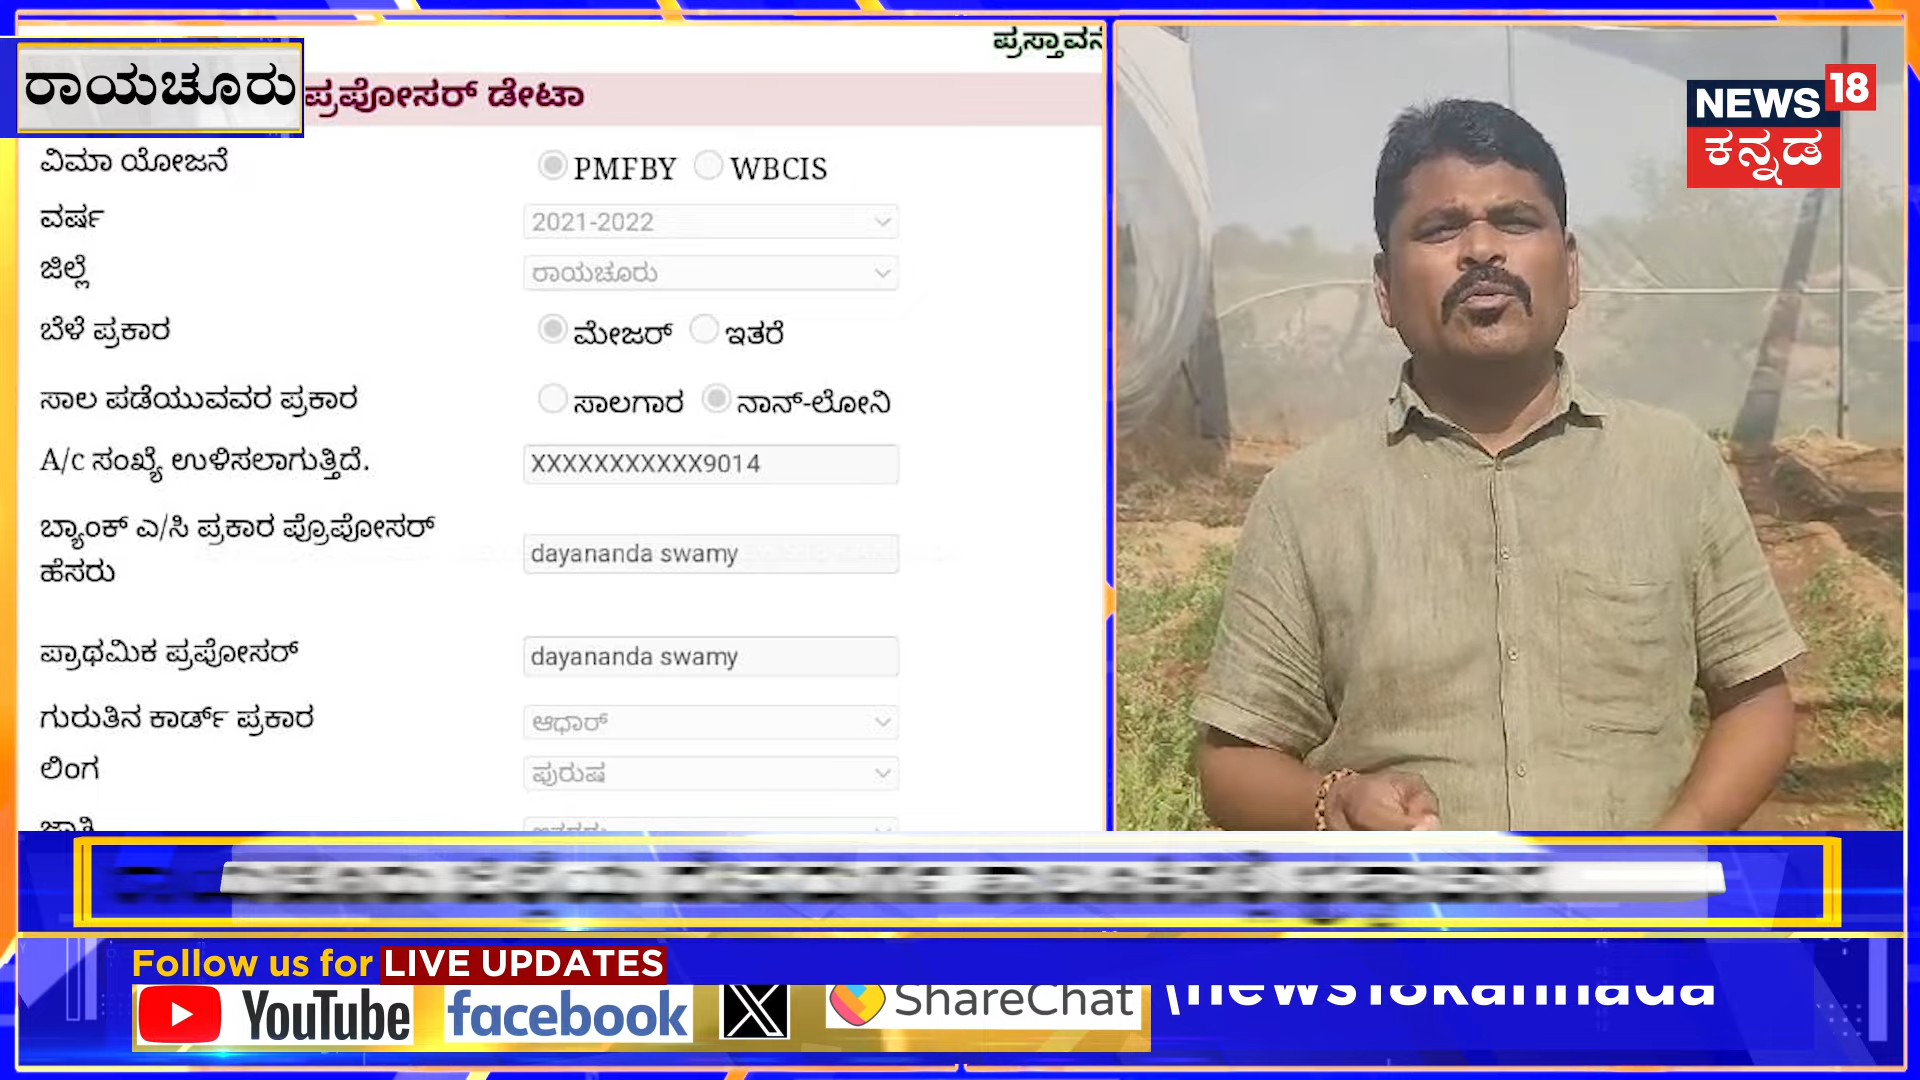 ಪ್ರಸ್ತಾವನ
ರಾಯಚೂರು
ಪ್ರಪೋಸರ್ ಡೇಟಾ
ವಿಮಾ ಯೋಜನೆ PMFBY WBCIS
ವರ್ಷ 2021-2022
ಜಿಲ್ಲೆ ರಾಯಚೂರು
ಬೆಳೆ ಪ್ರಕಾರ ಮೇಜರ್ ಇತರೆ
ಸಾಲ ಪಡೆಯುವವರ ಪ್ರಕಾರ ಸಾಲಗಾರ ನಾನ್-ಲೋನಿ
A/c ಸಂಖ್ಯೆ ಉಳಿಸಲಾಗುತ್ತಿದೆ. XXXXXXXXXXX9014
ಬ್ಯಾಂಕ್ ಎ/ಸಿ ಪ್ರಕಾರ ಪ್ರೊಪೋಸರ್
ಹೆಸರು dayananda swamy
ಪ್ರಾಥಮಿಕ ಪ್ರಪೋಸರ್ dayananda swamy
ಗುರುತಿನ ಕಾರ್ಡ್ ಪ್ರಕಾರ ಆಧಾರ್
ಲಿಂಗ ಪುರುಷ
ಜಾತಿ
NEWS 18
ಕನ್ನಡ
Follow us for LIVE UPDATES
YouTube facebook X ShareChat \news18kannada